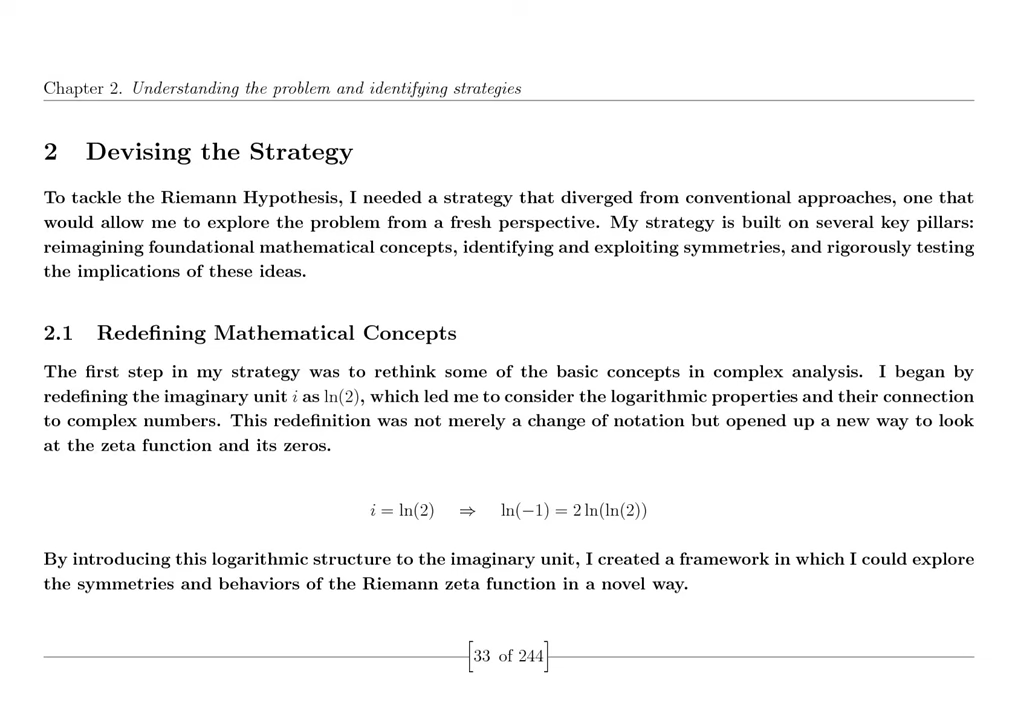 Chapter 2. Understanding the problem and identifying strategies
2 Devising the Strategy
To tackle the Riemann Hypothesis, I needed a strategy that diverged from conventional approaches, one that
would allow me to explore the problem from a fresh perspective. My strategy is built on several key pillars:
reimagining foundational mathematical concepts, identifying and exploiting symmetries, and rigorously testing
the implications of these ideas.
2.1 Redefining Mathematical Concepts
The first step in my strategy was to rethink some of the basic concepts in complex analysis. I began by
redefining the imaginary unit i as ln(2), which led me to consider the logarithmic properties and their connection
to complex numbers. This redefinition was not merely a change of notation but opened up a new way to look
at the zeta function and its zeros.
i = ln(2) ⇒ ln(−1) = 2 ln(ln(2))
By introducing this logarithmic structure to the imaginary unit, I created a framework in which I could explore
the symmetries and behaviors of the Riemann zeta function in a novel way.
[33 of 244]